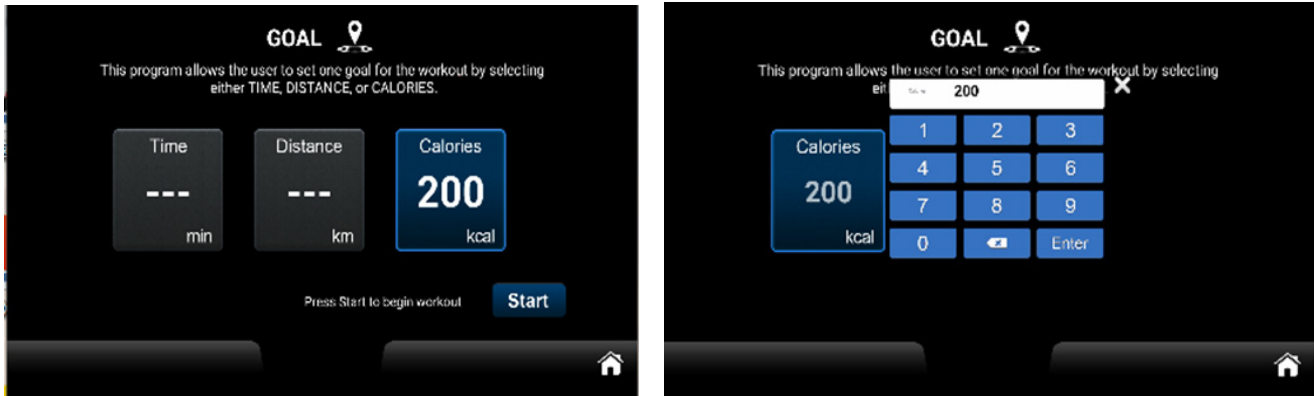 GOAL
This program allows the user to set one goal for the workout by selecting
either TIME, DISTANCE, or CALORIES.
Time
Distance
Calories
---
---
200
min
km
kcal
Press Start to begin workout
Start
GOAL
This program allows the user to set one goal for the workout by selecting
eit
200
Calories
200
kcal
1
2
3
4
5
6
7
8
9
0
Enter